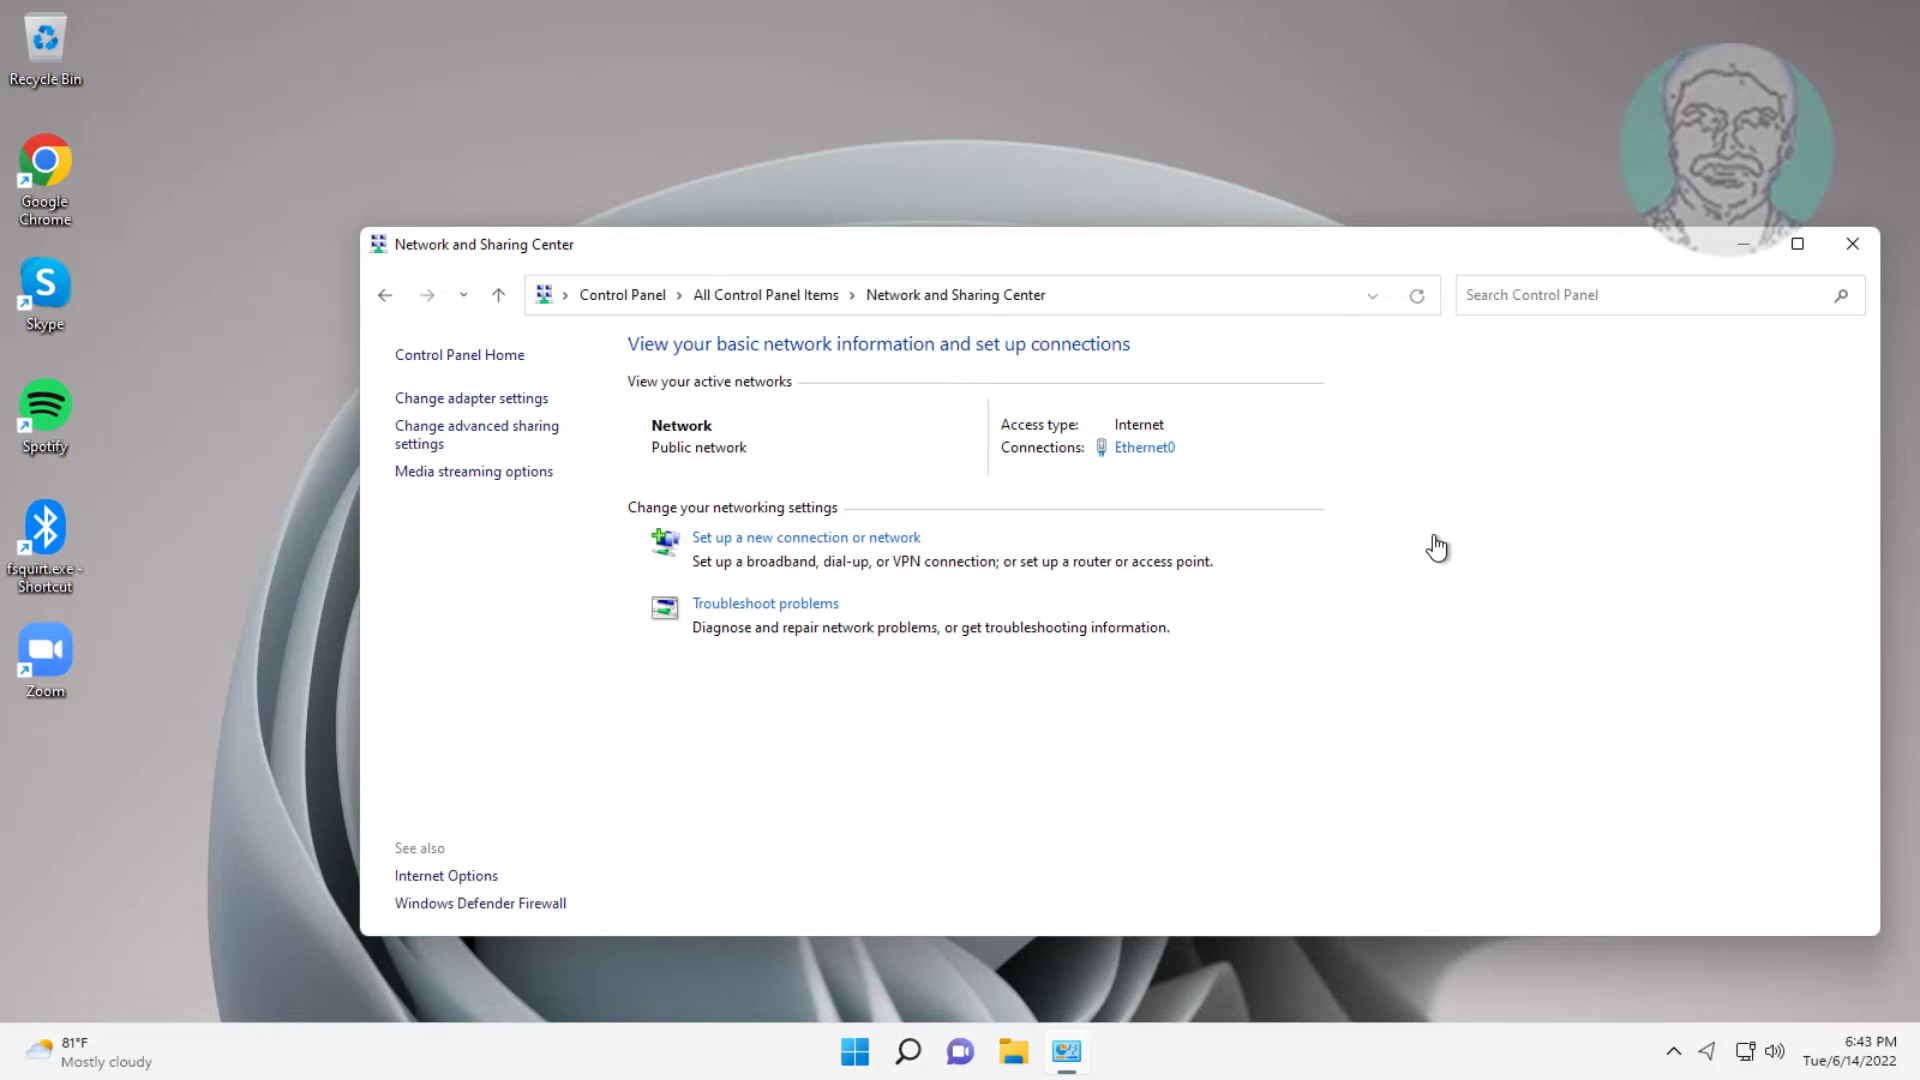 Recycle Bin
Google
Chrome
Skype
Spotify
fsquirt.exe -
Shortcut
Zoom
Network and Sharing Center
Control Panel
All Control Panel Items
Network and Sharing Center
Search Control Panel
Control Panel Home
Change adapter settings
Change advanced sharing
settings
Media streaming options
View your basic network information and set up connections
View your active networks
Network
Public network
Access type: Internet
Connections: Ethernet0
Change your networking settings
Set up a new connection or network
Set up a broadband, dial-up, or VPN connection; or set up a router or access point.
Troubleshoot problems
Diagnose and repair network problems, or get troubleshooting information.
See also
Internet Options
Windows Defender Firewall
81°F
Mostly cloudy
6:43 PM
Tue/6/14/2022